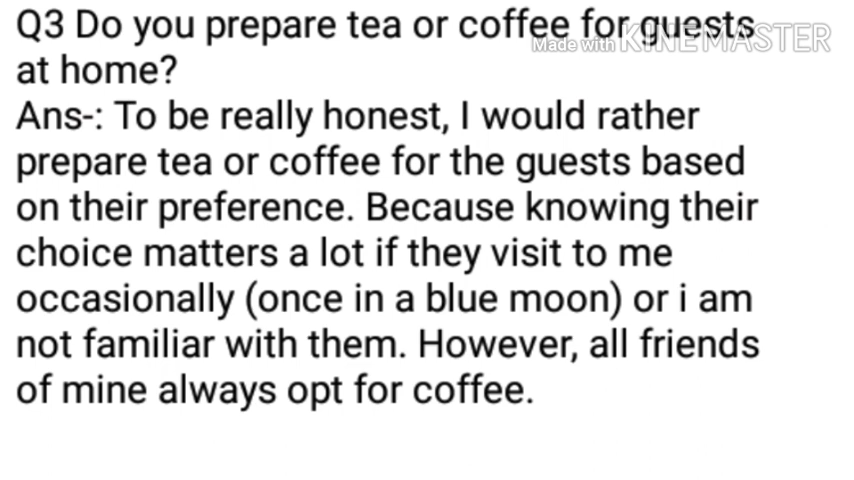 Q3 Do you prepare tea or coffee for guests
Made with KINEMASTER
at home?
Ans-: To be really honest, I would rather
prepare tea or coffee for the guests based
on their preference. Because knowing their
choice matters a lot if they visit to me
occasionally (once in a blue moon) or i am
not familiar with them. However, all friends
of mine always opt for coffee.